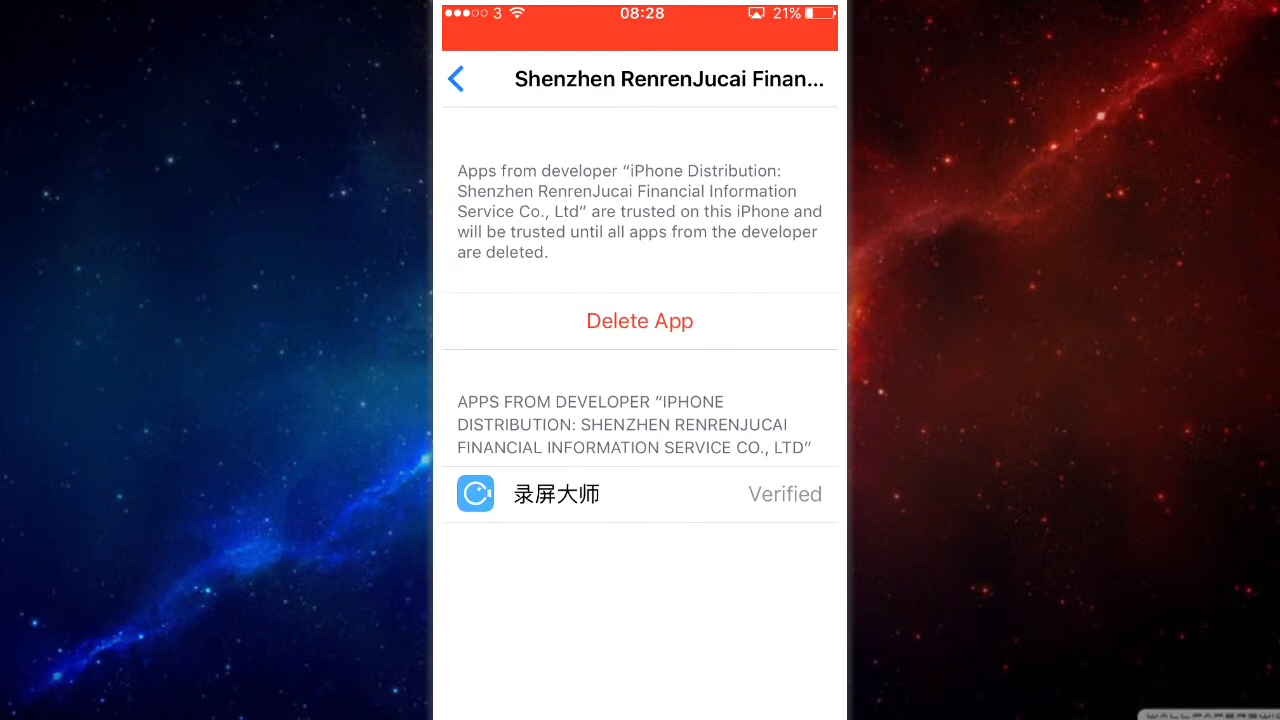 3 08:28 21%
Shenzhen RenrenJucai Finan...
Apps from developer “iPhone Distribution:
Shenzhen RenrenJucai Financial Information
Service Co., Ltd” are trusted on this iPhone and
will be trusted until all apps from the developer
are deleted.
Delete App
APPS FROM DEVELOPER “IPHONE
DISTRIBUTION: SHENZHEN RENRENJUCAI
FINANCIAL INFORMATION SERVICE CO., LTD”
录屏大师 Verified